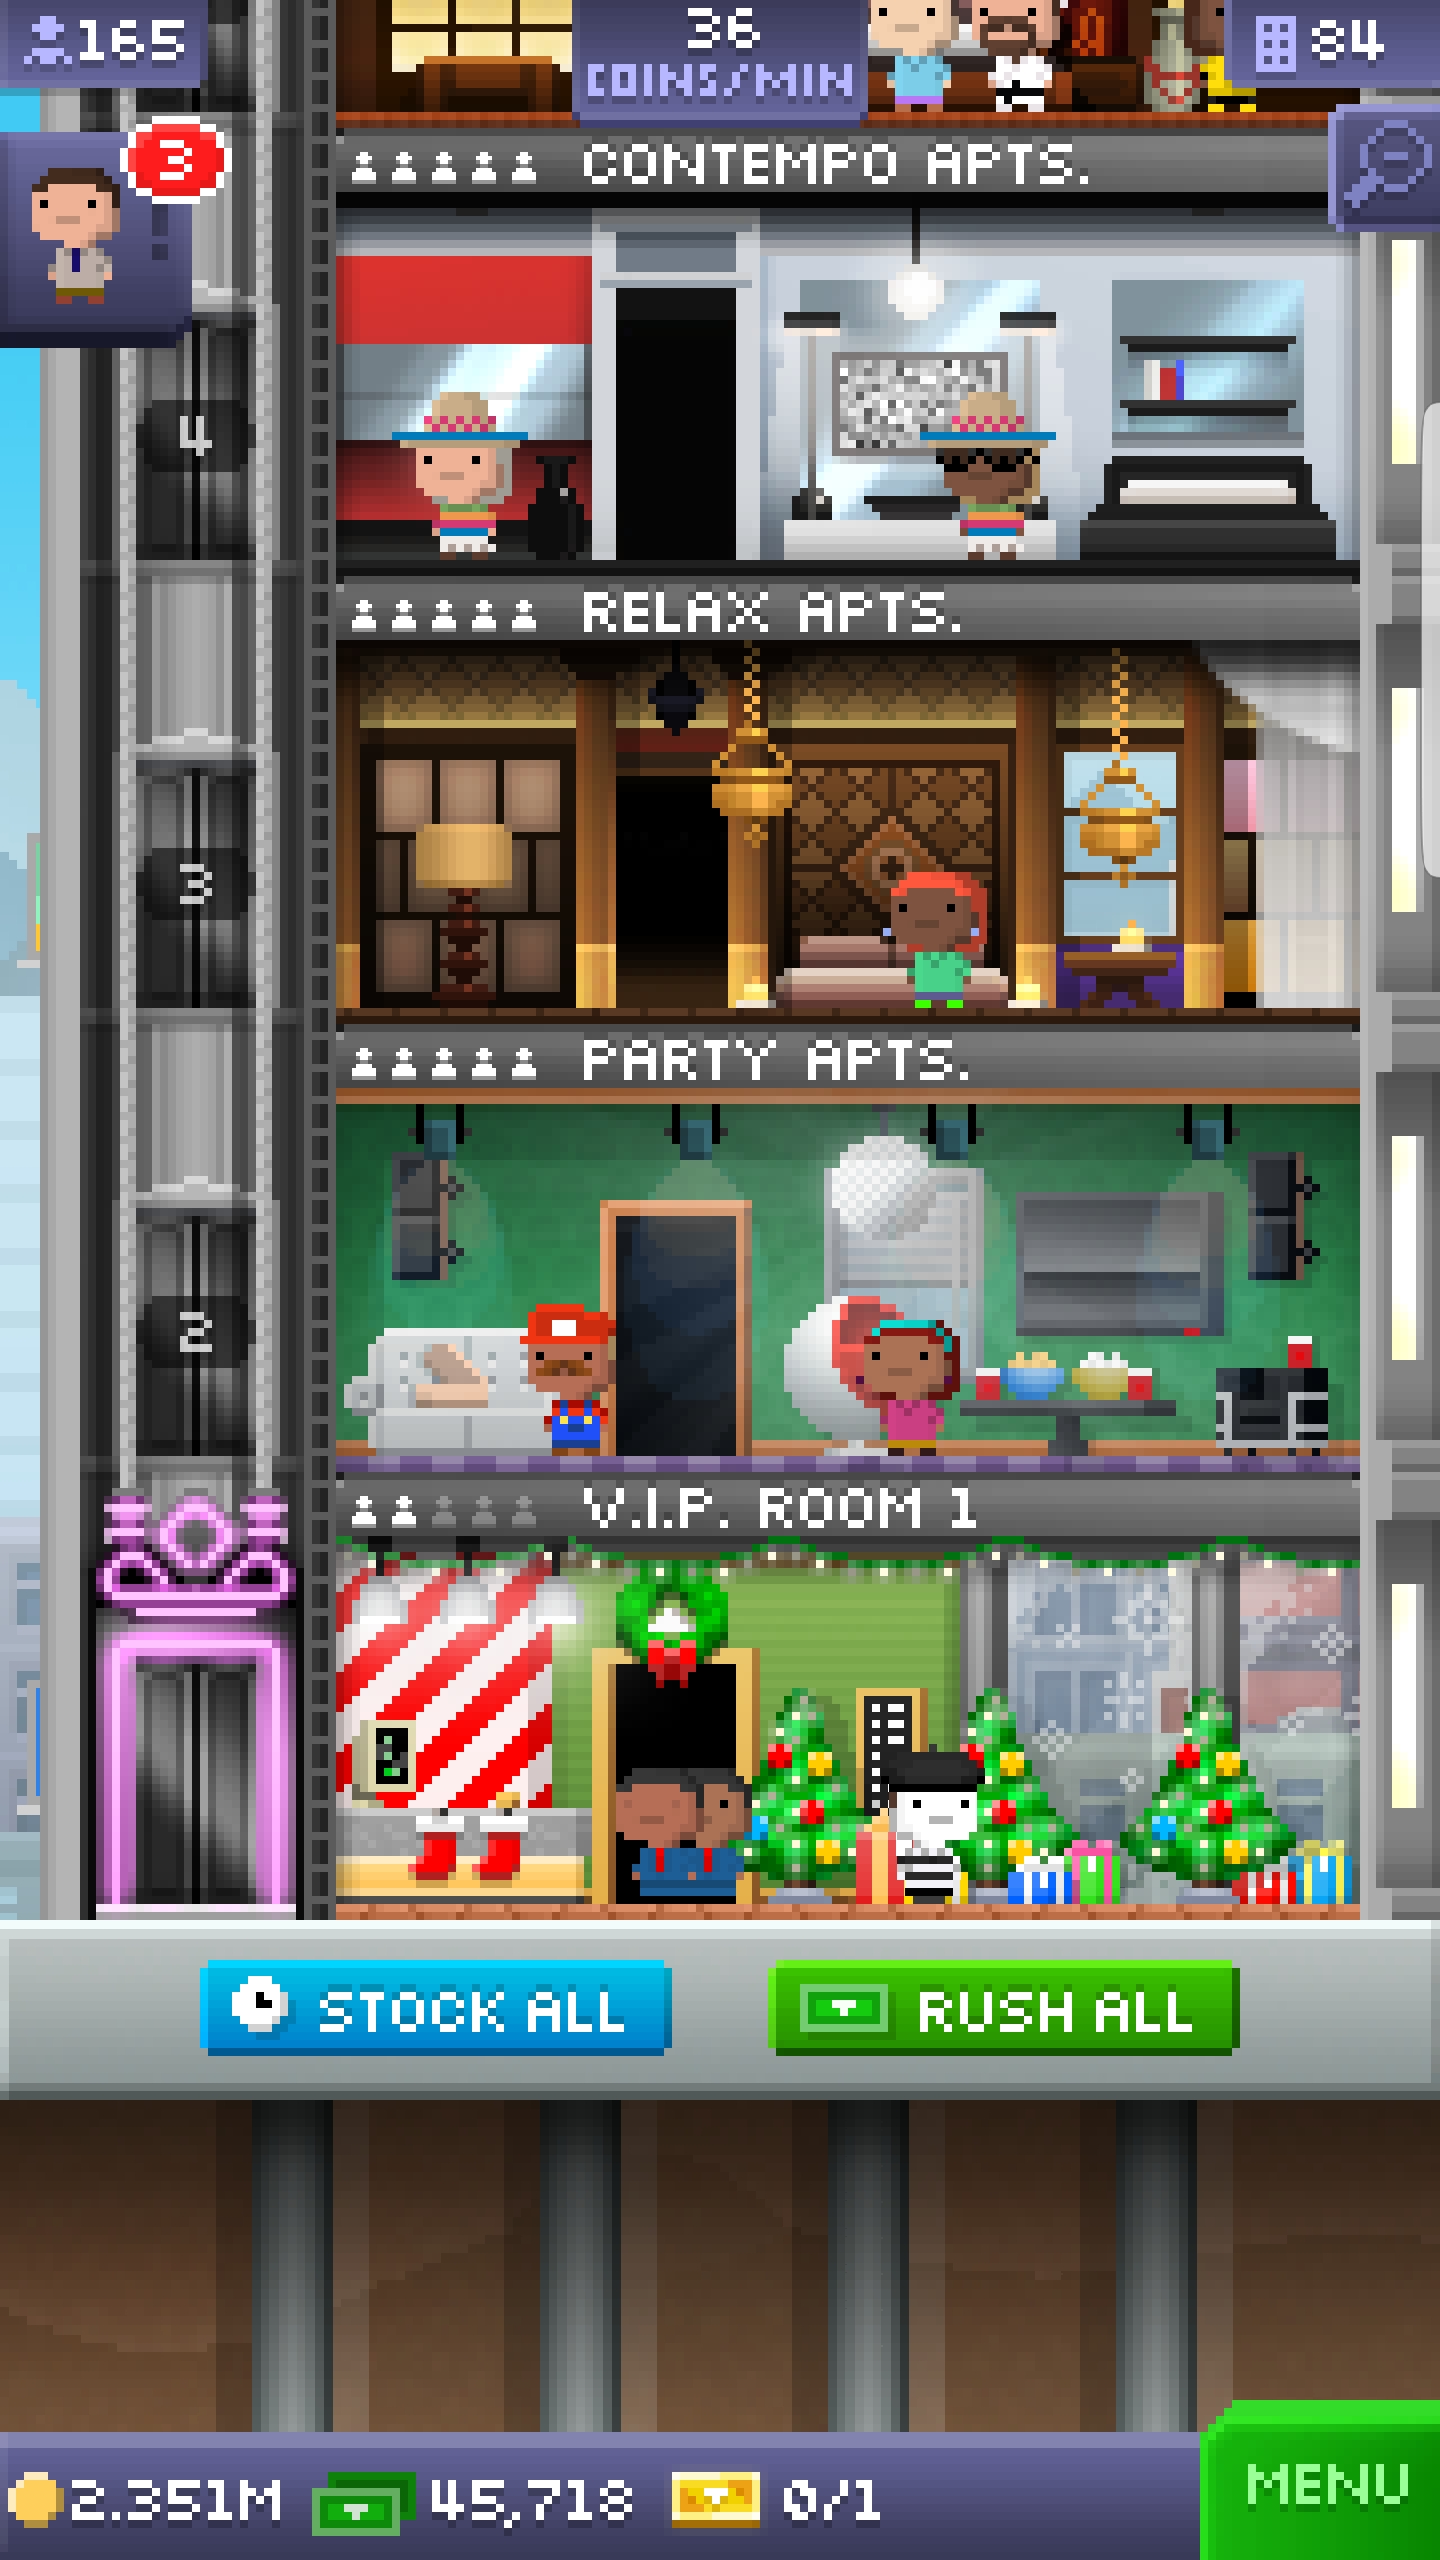 165
36
COINS/MIN
84
3
CONTEMPO APTS.
4
RELAX APTS.
3
PARTY APTS.
2
V.I.P. ROOM 1
STOCK ALL
RUSH ALL
2.351M
45,718
0/1
MENU